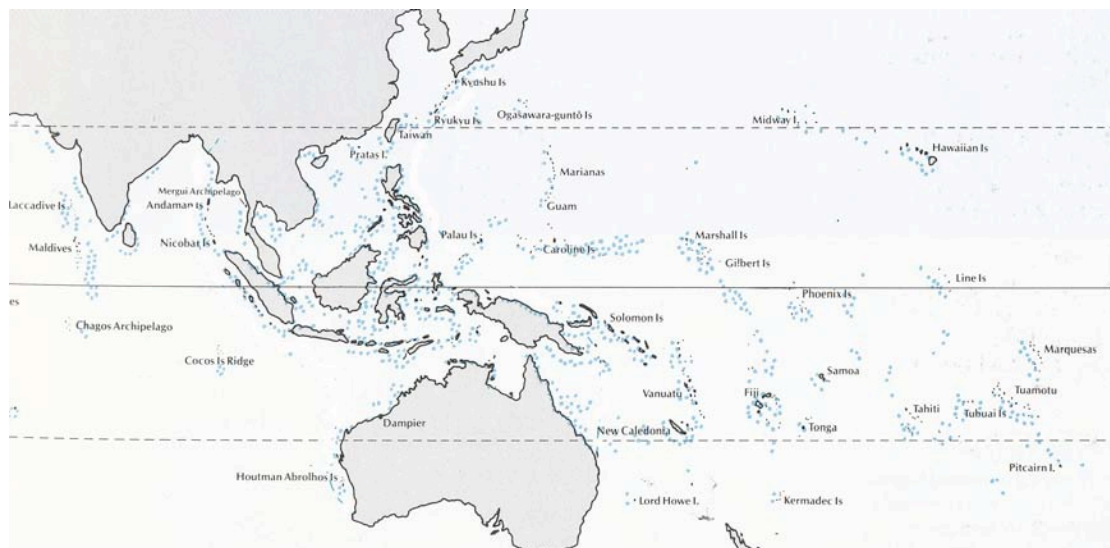 Kyushu Is
Ryukyu Is
Ogasawara-guntō Is
Midway I.
Taiwan
Hawaiian Is
Pratas I.
Marianas
Mergui Archipelago
Andaman Is
Laccadive Is
Guam
Palau Is
Marshall Is
Nicobar Is
Maldives
Caroline Is
Gilbert Is
Line Is
Phoenix Is
es
Solomon Is
Chagos Archipelago
Marquesas
Cocos Is Ridge
Samoa
Tuamotu
Vanuatu
Fiji
Tahiti
Tubuai Is
Dampier
New Caledonia
Tonga
Pitcairn I.
Houtman Abrolhos Is
Lord Howe I.
Kermadec Is